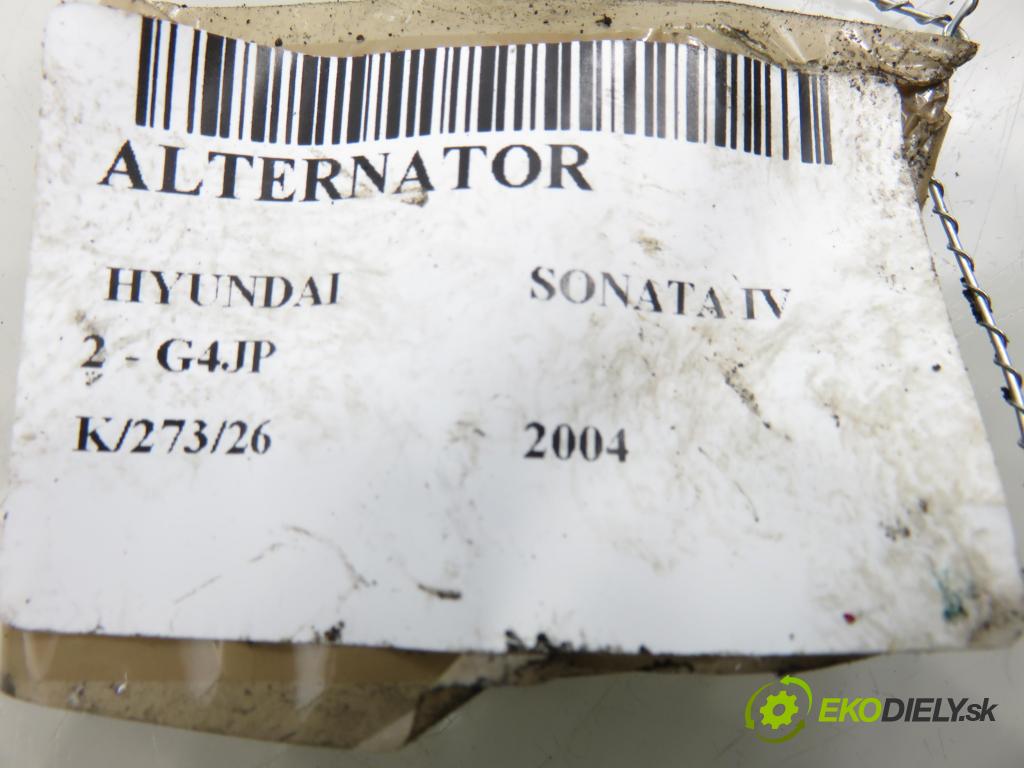 ALTERNATOR
HYUNDAI SONATA IV
2 - G4JP
K/273/26 2004
EKODIELY.sk